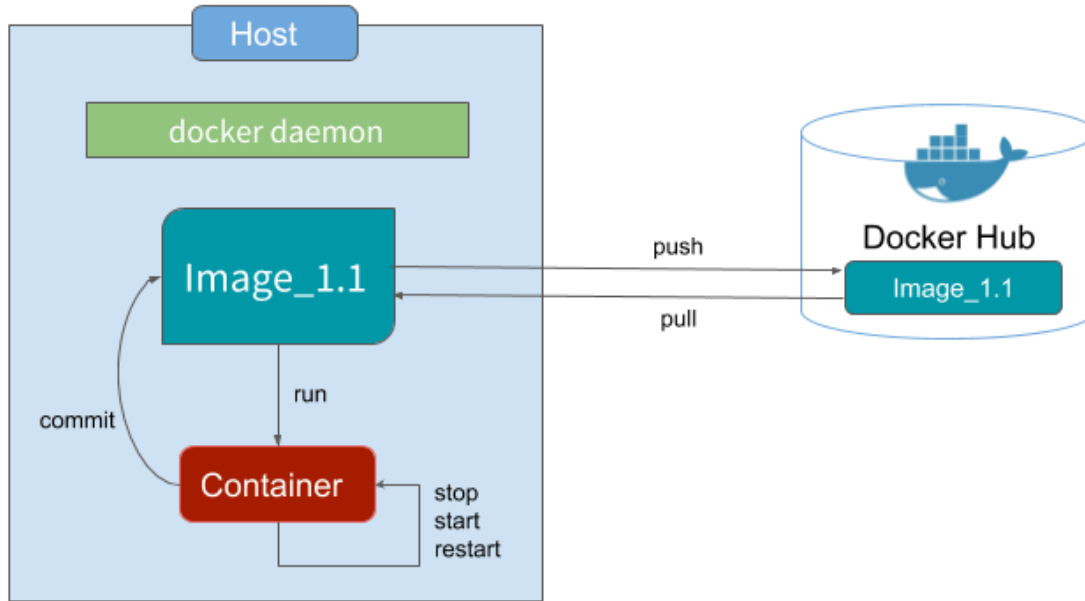 Host
docker daemon
Image_1.1
push
pull
Docker Hub
Image_1.1
run
commit
Container
stop
start
restart